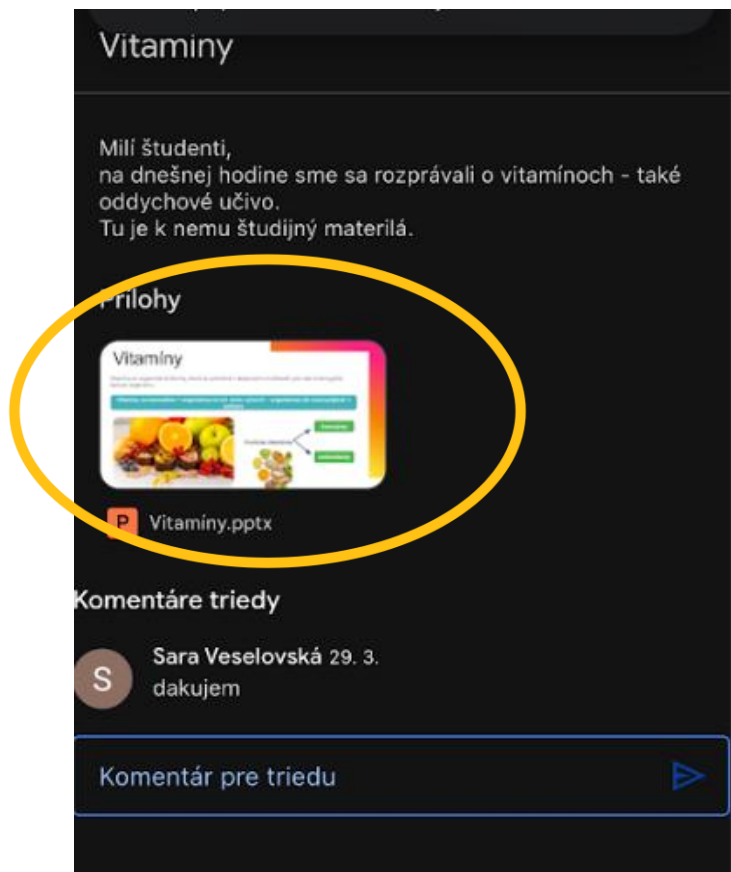 Vitamíny
Milí študenti,
na dnešnej hodine sme sa rozprávali o vitamínoch - také
oddychové učivo.
Tu je k nemu študijný materilá.
Prílohy
Vitamíny
P Vitamíny.pptx
Komentáre triedy
Sara Veselovská 29. 3.
S
dakujem
Komentár pre triedu